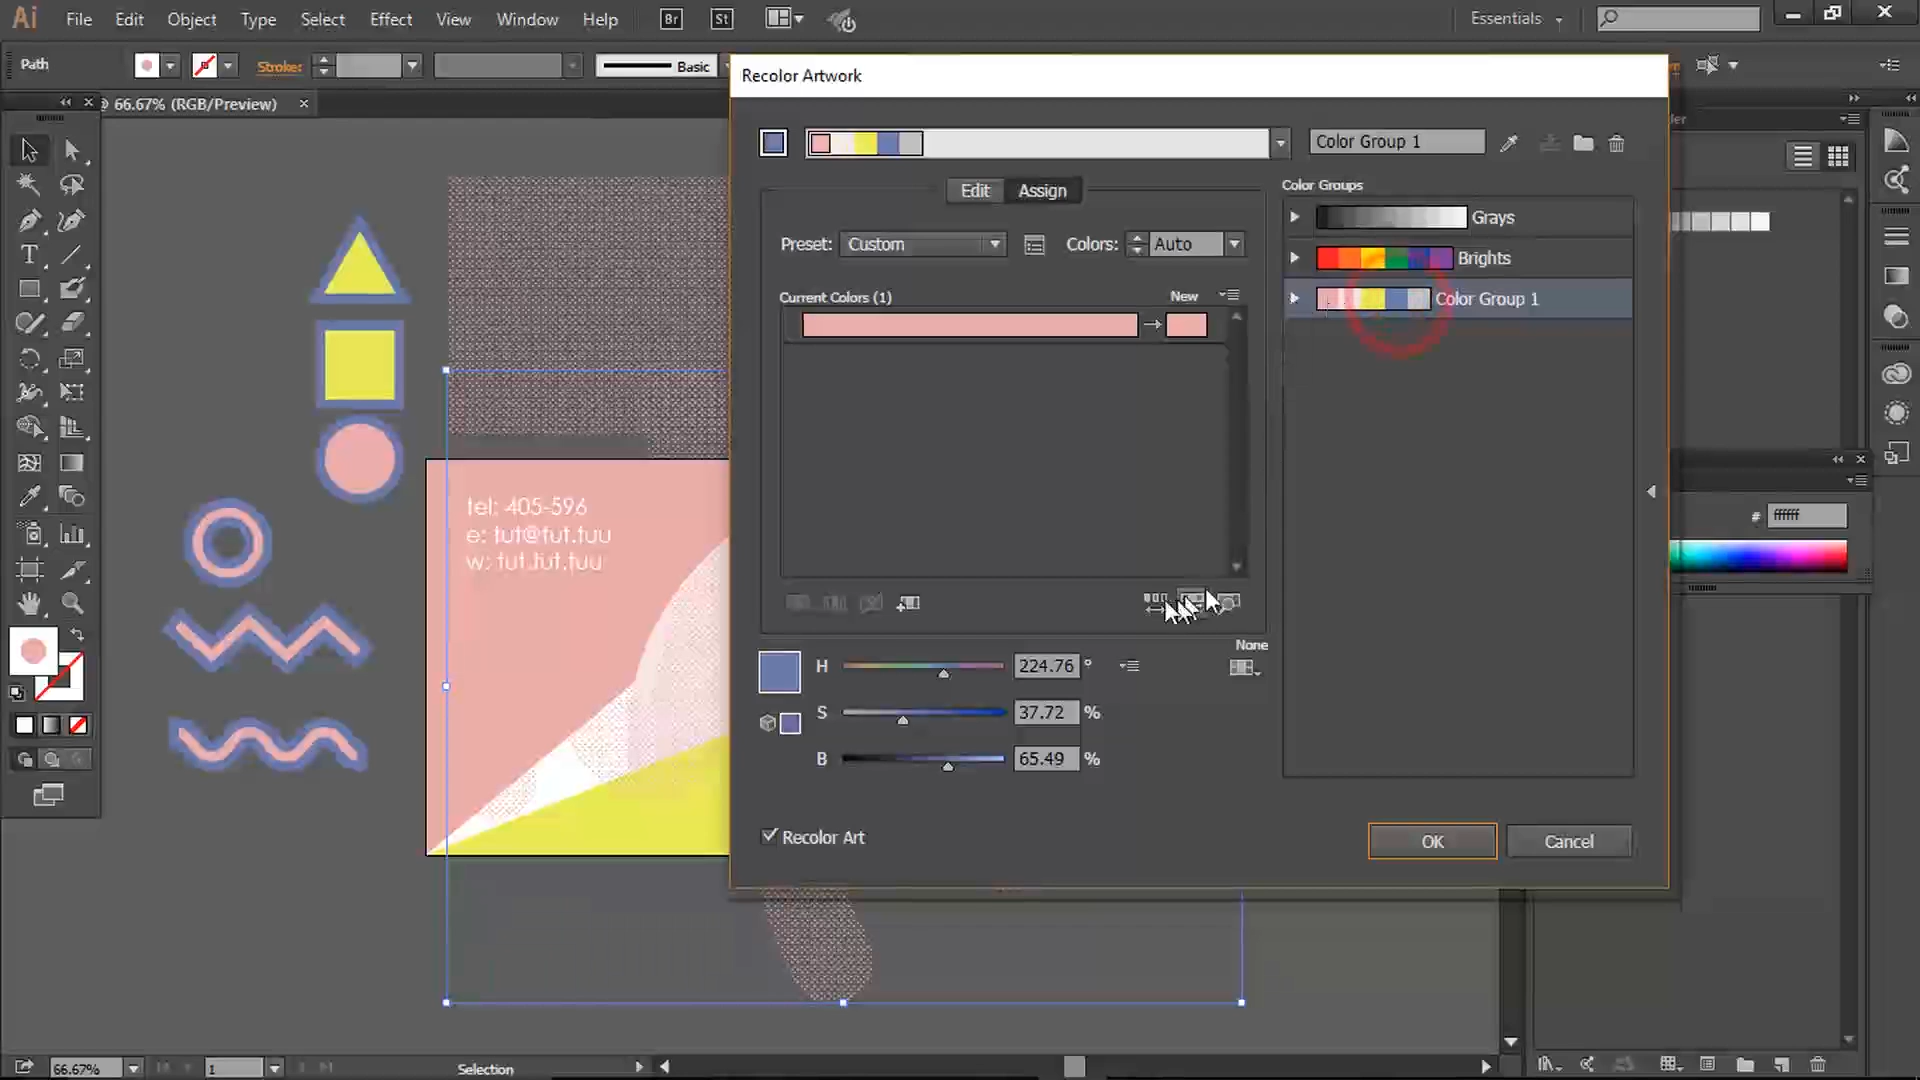 Ai File Edit Object Select Type Effect View Window Help Br St Essentials
Path Stroke: Basic
66.67% (RGB/Preview)
Recolor Artwork
Color Group 1
Edit Assign
Color Groups
Preset: Custom Colors: Auto
Grays
Brights
Color Group 1
Current Colors (1) New
tel: 405-596
e: tut@tut.tuu
w: tut.tut.tuu
# ffffff
None
H 224.76 °
S 37.72 %
B 65.49 %
Recolor Art
OK Cancel
66.67% 1 Selection